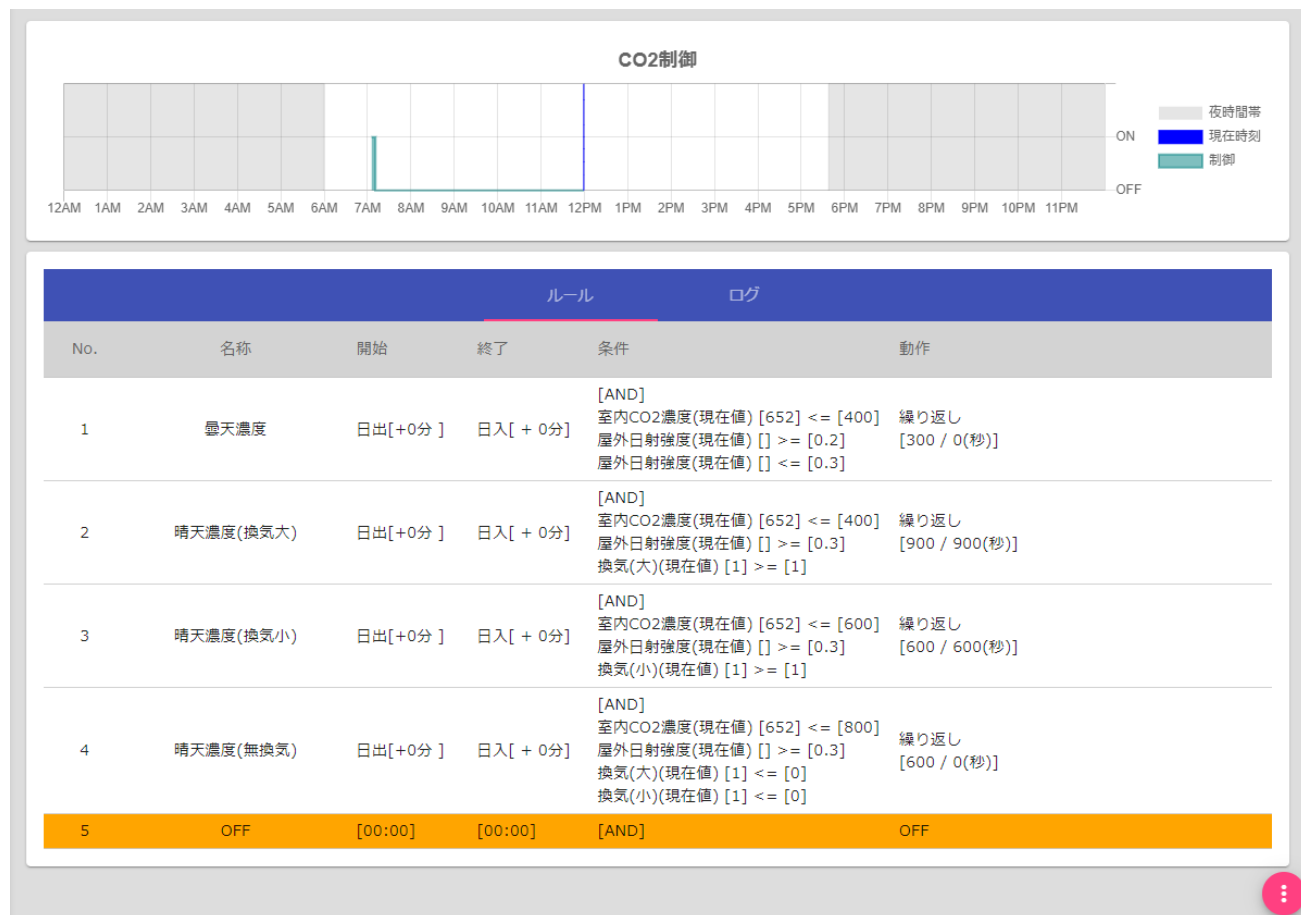 CO2制御
夜時間帯
現在時刻
制御
ON
OFF
12AM 1AM 2AM 3AM 4AM 5AM 6AM 7AM 8AM 9AM 10AM 11AM 12PM 1PM 2PM 3PM 4PM 5PM 6PM 7PM 8PM 9PM 10PM 11PM
ルール ログ
No. 名称 開始 終了 条件 動作
1 曇天濃度 日出[+0分 ] 日入[ + 0分]
[AND]
室内CO2濃度(現在値) [652] <= [400]
屋外日射強度(現在値) [] >= [0.2]
屋外日射強度(現在値) [] <= [0.3]
繰り返し
[300 / 0(秒)]
2 晴天濃度(換気大) 日出[+0分 ] 日入[ + 0分]
[AND]
室内CO2濃度(現在値) [652] <= [400]
屋外日射強度(現在値) [] >= [0.3]
換気(大)(現在値) [1] >= [1]
繰り返し
[900 / 900(秒)]
3 晴天濃度(換気小) 日出[+0分 ] 日入[ + 0分]
[AND]
室内CO2濃度(現在値) [652] <= [600]
屋外日射強度(現在値) [] >= [0.3]
換気(小)(現在値) [1] >= [1]
繰り返し
[600 / 600(秒)]
4 晴天濃度(無換気) 日出[+0分 ] 日入[ + 0分]
[AND]
室内CO2濃度(現在値) [652] <= [800]
屋外日射強度(現在値) [] >= [0.3]
換気(大)(現在値) [1] <= [0]
換気(小)(現在値) [1] <= [0]
繰り返し
[600 / 0(秒)]
5 OFF [00:00] [00:00] [AND] OFF